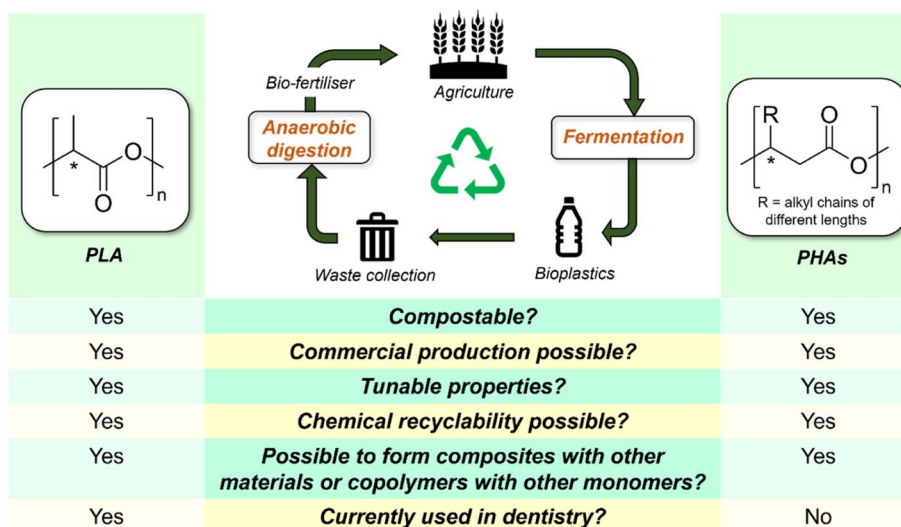 Bio-fertiliser
Agriculture
Anaerobic
digestion
Fermentation
Waste collection
Bioplastics
*
O
O
n
PLA
R
*
O
O
n
R = alkyl chains of
different lengths
PHAs
Yes Compostable? Yes
Yes Commercial production possible? Yes
Yes Tunable properties? Yes
Yes Chemical recyclability possible? Yes
Yes Possible to form composites with other Yes
materials or copolymers with other monomers?
Yes Currently used in dentistry? No